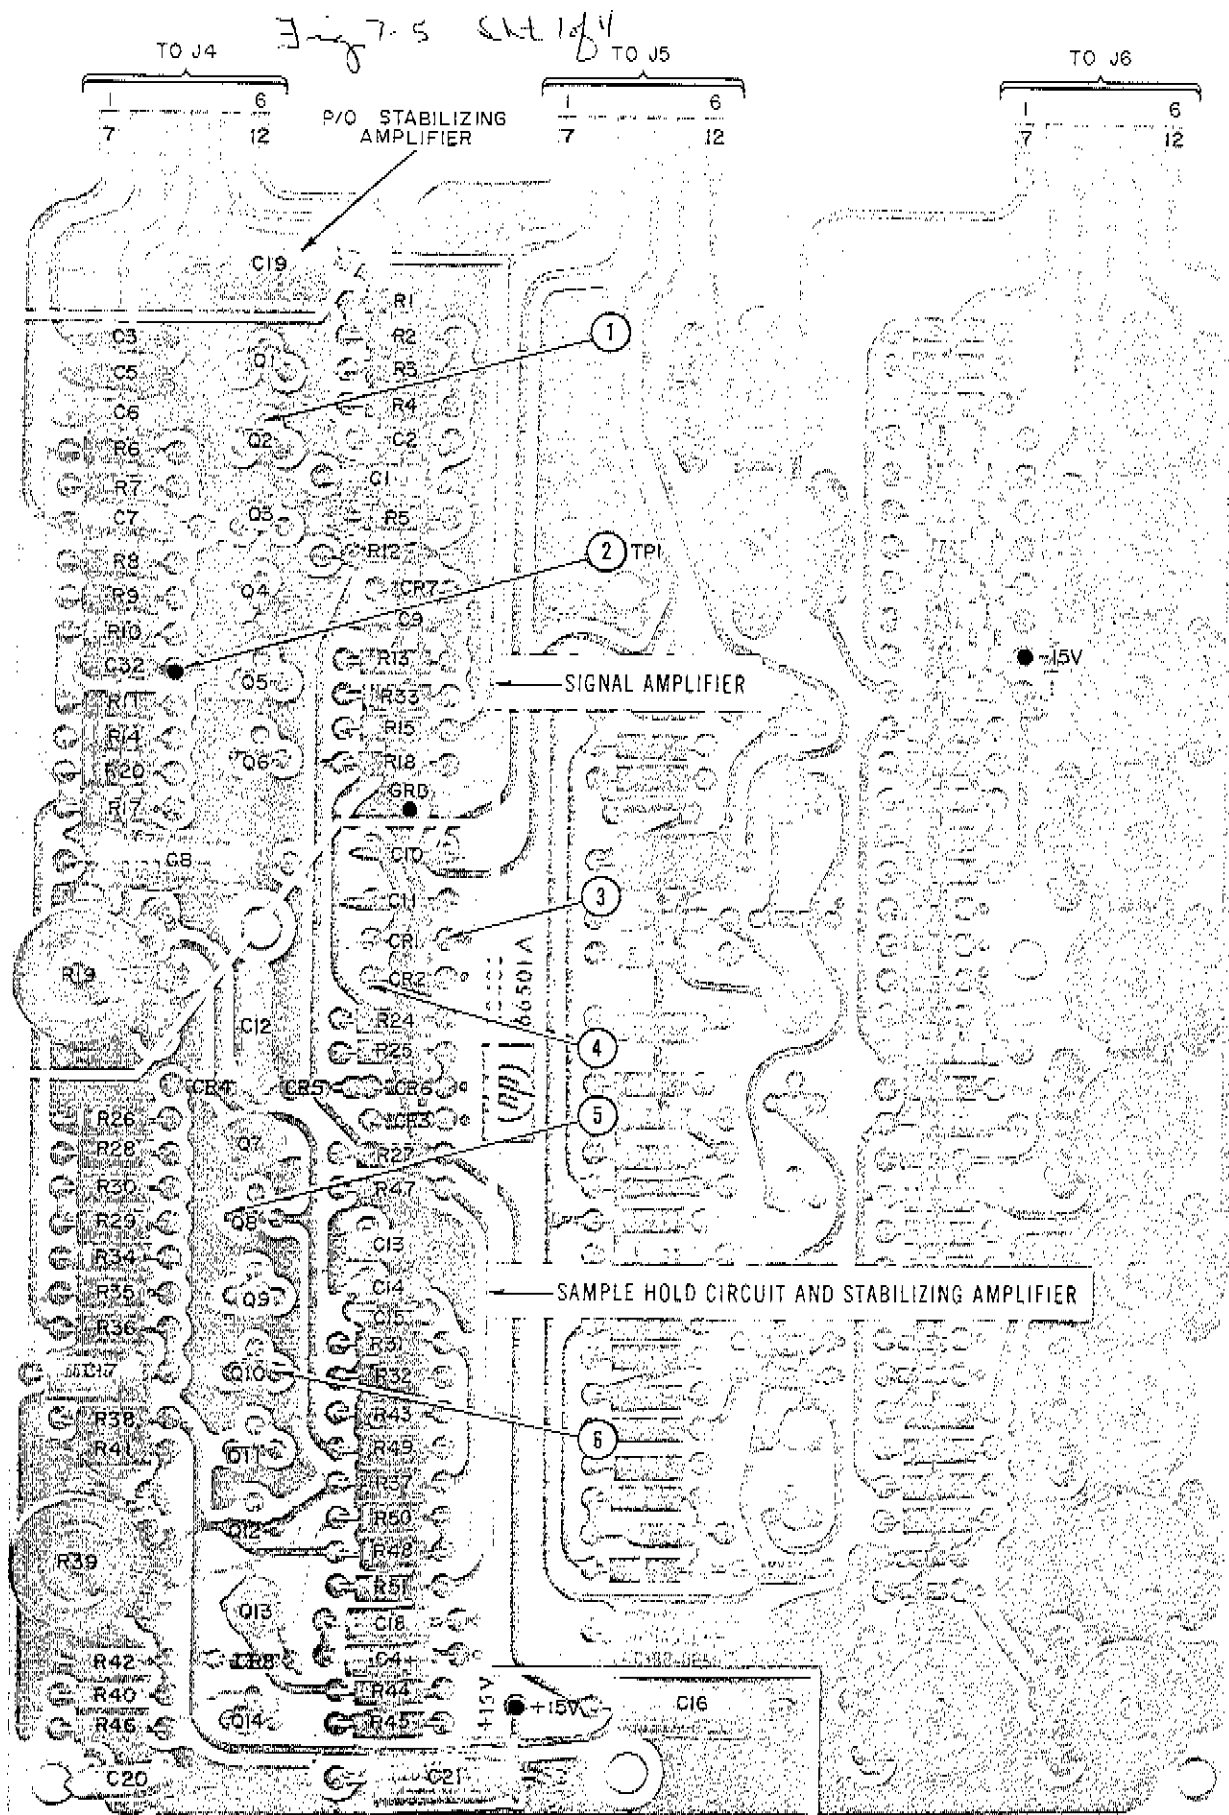 Fig 7-5 Sht 1 of 4
TO J4
TO J5
TO J6
1 6
7 12
1 6
7 12
1 6
7 12
P/O STABILIZING
AMPLIFIER
C19
R1
C3
R2
1
Q1
C5
R3
C6
R4
Q2
C2
R6
C1
R7
C7
Q3
R5
R12
2 TP1
R8
Q4
CR7
R9
C9
R10
C32
R13
-15V
Q5
SIGNAL AMPLIFIER
R11
R33
R14
R15
Q6
R18
R20
GRD
R17
C8
C10
C11
3
CR1
R19
CR2
66501A
C12
R24
4
R25
hp
CR4
CR5
CR6
5
R26
CR3
Q7
R28
R27
R30
R47
R29
Q8
C13
R34
R35
Q9
C14
SAMPLE HOLD CIRCUIT AND STABILIZING AMPLIFIER
C15
R36
R31
C17
Q10
R32
R38
R43
6
R41
Q11
R49
R37
R50
Q12
R48
R39
R51
Q13
C18
R42
CR8
C4
R40
R44
+15V
+15V
C16
R46
Q14
R45
C20
C21